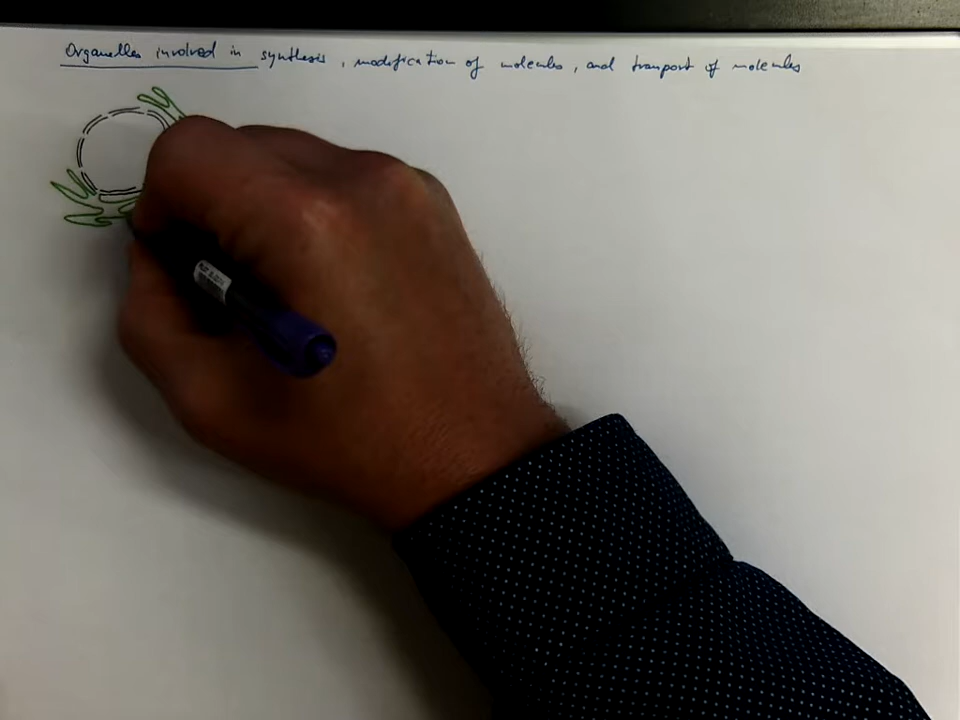 Organelles involved in synthesis, modification of molecules, and transport of molecules